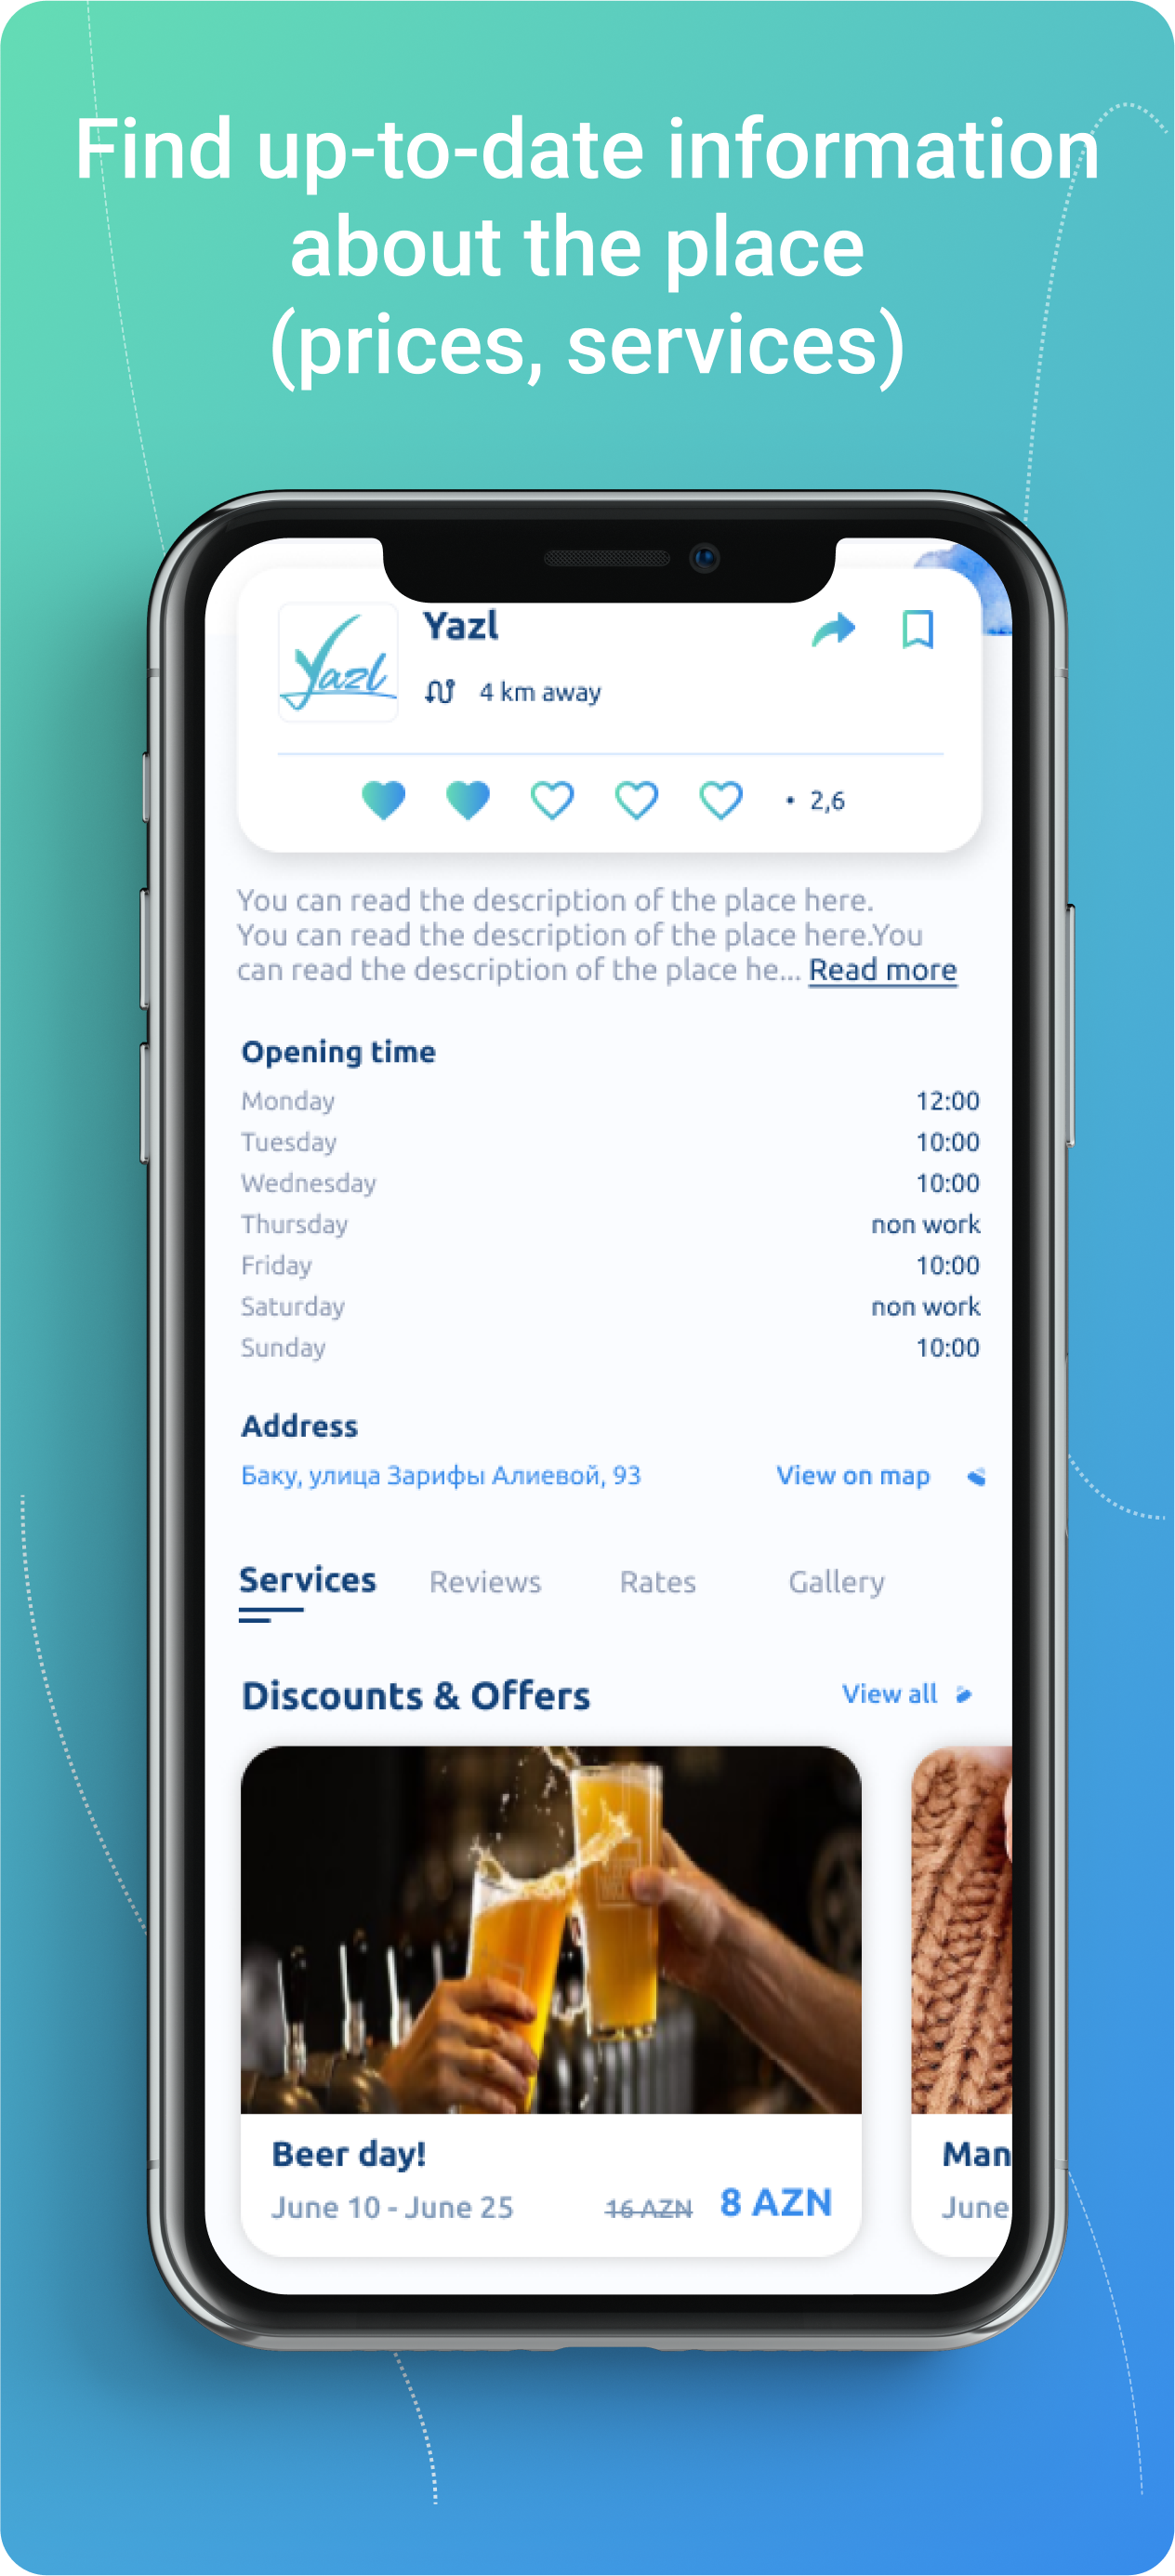 Find up-to-date information
about the place
(prices, services)
Yazl
Yazl
4 km away
• 2,6
You can read the description of the place here.
You can read the description of the place here.You
can read the description of the place he... Read more
Opening time
Monday 12:00
Tuesday 10:00
Wednesday 10:00
Thursday non work
Friday 10:00
Saturday non work
Sunday 10:00
Address
Баку, улица Зарифы Алиевой, 93 View on map
Services Reviews Rates Gallery
Discounts & Offers View all
Beer day! Man
June 10 - June 25 16 AZN 8 AZN June